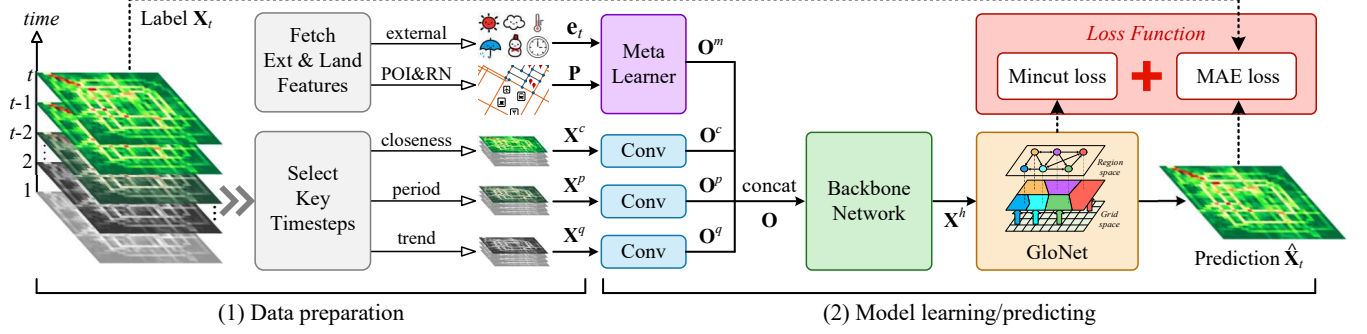 time
Label X_t
t
t-1
t-2
2
1
Fetch
Ext & Land
Features
external
POI&RN
e_t
P
Meta
Learner
O^m
Select
Key
Timesteps
closeness
period
trend
X^c
X^p
X^q
Conv
Conv
Conv
O^c
O^p
O^q
concat
O
Backbone
Network
X^h
Loss Function
Mincut loss
MAE loss
Region
space
Grid
space
GloNet
Prediction X̂_t
(1) Data preparation
(2) Model learning/predicting